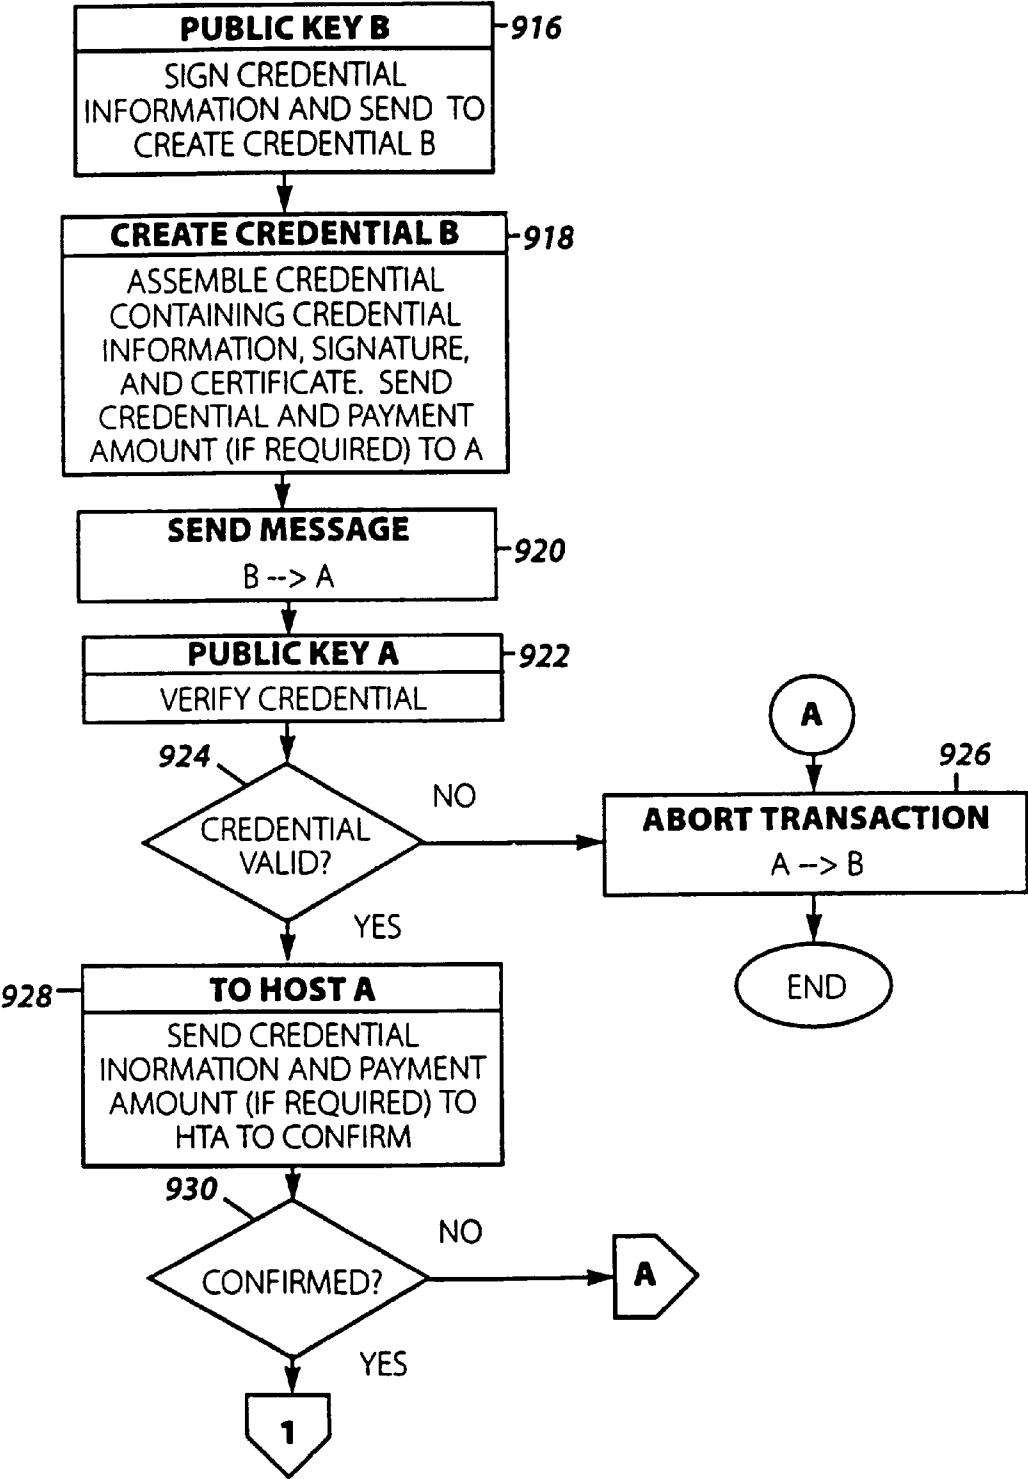 PUBLIC KEY B
916
SIGN CREDENTIAL
INFORMATION AND SEND TO
CREATE CREDENTIAL B
CREATE CREDENTIAL B
918
ASSEMBLE CREDENTIAL
CONTAINING CREDENTIAL
INFORMATION, SIGNATURE,
AND CERTIFICATE. SEND
CREDENTIAL AND PAYMENT
AMOUNT (IF REQUIRED) TO A
SEND MESSAGE
920
B --> A
PUBLIC KEY A
922
VERIFY CREDENTIAL
924
CREDENTIAL
VALID?
NO
YES
A
926
ABORT TRANSACTION
A --> B
END
928
TO HOST A
SEND CREDENTIAL
INORMATION AND PAYMENT
AMOUNT (IF REQUIRED) TO
HTA TO CONFIRM
930
CONFIRMED?
NO
A
YES
1